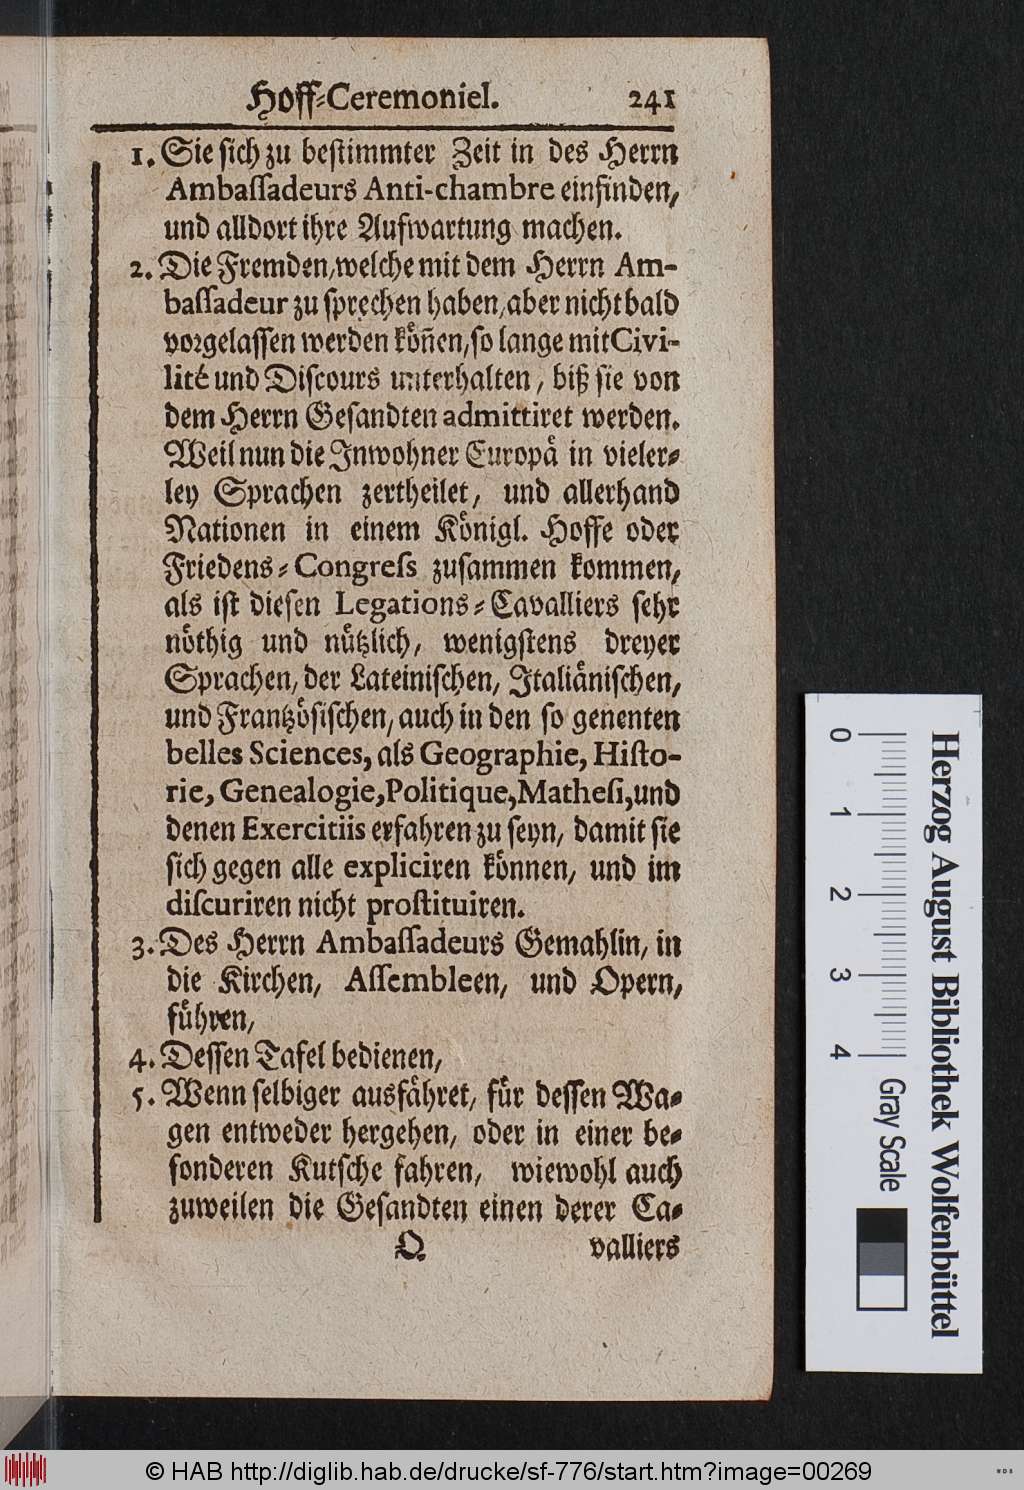 Hoff-Ceremoniel. 241
1. Sie sich zu bestimmter Zeit in des Herrn
Ambassadeurs Anti-chambre einfinden,
und alldort ihre Aufwartung machen.
2. Die Fremden, welche mit dem Herrn Am-
bassadeur zu sprechen haben, aber nicht bald
vorgelassen werden köñen, so lange mit Civi-
lité und Discours unterhalten, biß sie von
dem Herrn Gesandten admittiret werden.
Weil nun die Inwohner Europä in vieler-
ley Sprachen zertheilet, und allerhand
Nationen in einem Königl. Hoffe oder
Friedens-Congress zusammen kommen,
als ist diesen Legations-Cavalliers sehr
nöthig und nützlich, wenigstens dreyer
Sprachen, der Lateinischen, Italiänischen,
und Frantzösischen, auch in den so genenten
belles Sciences, als Geographie, Histo-
rie, Genealogie, Politique, Mathesi, und
denen Exercitiis erfahren zu seyn, damit sie
sich gegen alle expliciren können, und im
discuriren nicht prostituiren.
3. Des Herrn Ambassadeurs Gemahlin, in
die Kirchen, Assembleen, und Opern,
führen,
4. Dessen Tafel bedienen,
5. Wenn selbiger ausfähret, für dessen Wa-
gen entweder hergehen, oder in einer be-
sonderen Kutsche fahren, wiewohl auch
zuweilen die Gesandten einen derer Ca-
Q valliers
0 1 2 3 4 Gray Scale
Herzog August Bibliothek Wolfenbüttel
© HAB http://diglib.hab.de/drucke/sf-776/start.htm?image=00269